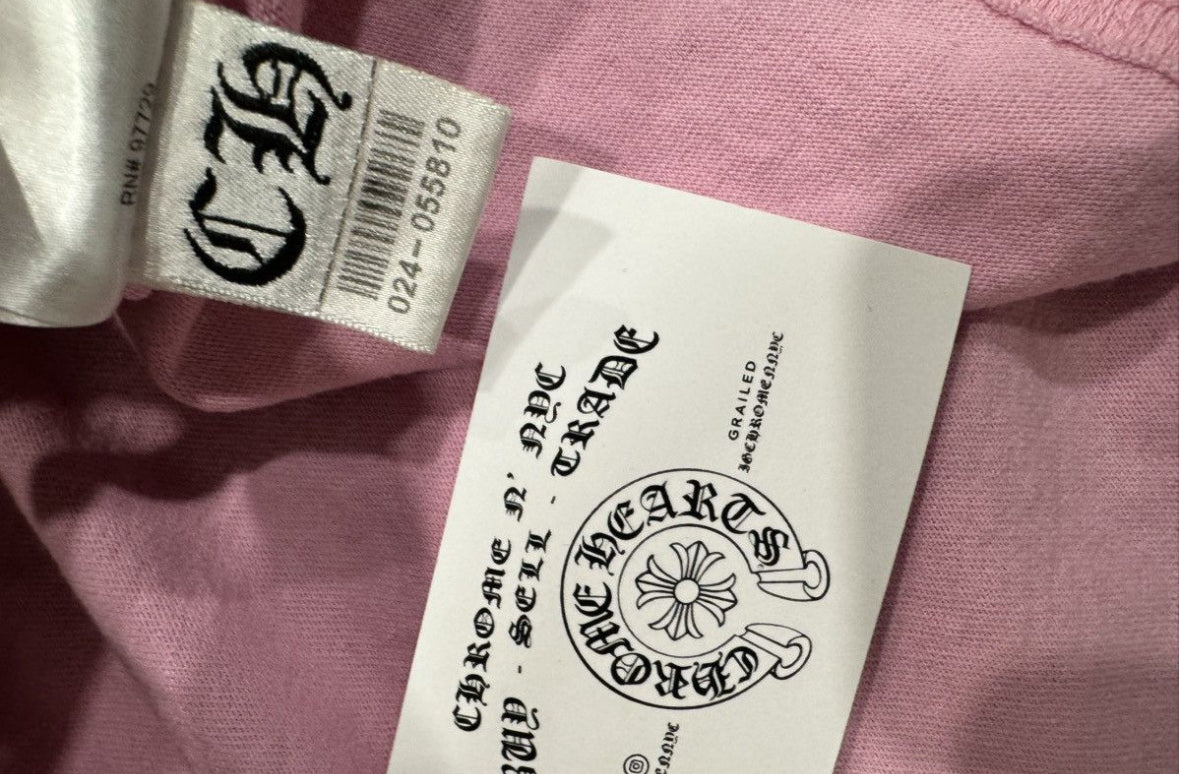 RN# 97729
CH
024-055810
CHROME N' NYC
BUY - SELL - TRADE
CHROME HEARTS
GRAILED